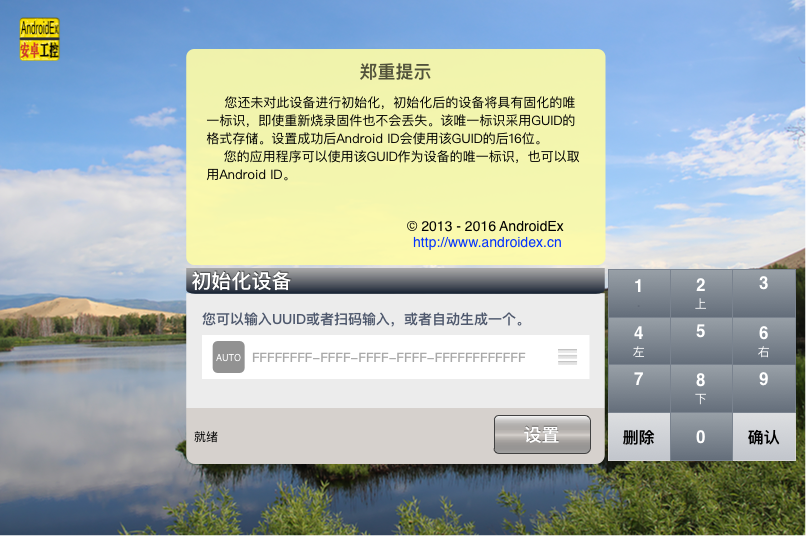 AndroidEx
安卓工控
郑重提示
您还未对此设备进行初始化，初始化后的设备将具有固化的唯
一标识，即使重新烧录固件也不会丢失。该唯一标识采用GUID的
格式存储。设置成功后Android ID会使用该GUID的后16位。
您的应用程序可以使用该GUID作为设备的唯一标识，也可以取
用Android ID。
© 2013 - 2016 AndroidEx
http://www.androidex.cn
初始化设备
您可以输入UUID或者扫码输入，或者自动生成一个。
AUTO FFFFFFFF-FFFF-FFFF-FFFF-FFFFFFFFFFFF
就绪
设置
1 2 3
上
4 5 6
左 右
7 8 9
下
删除 0 确认